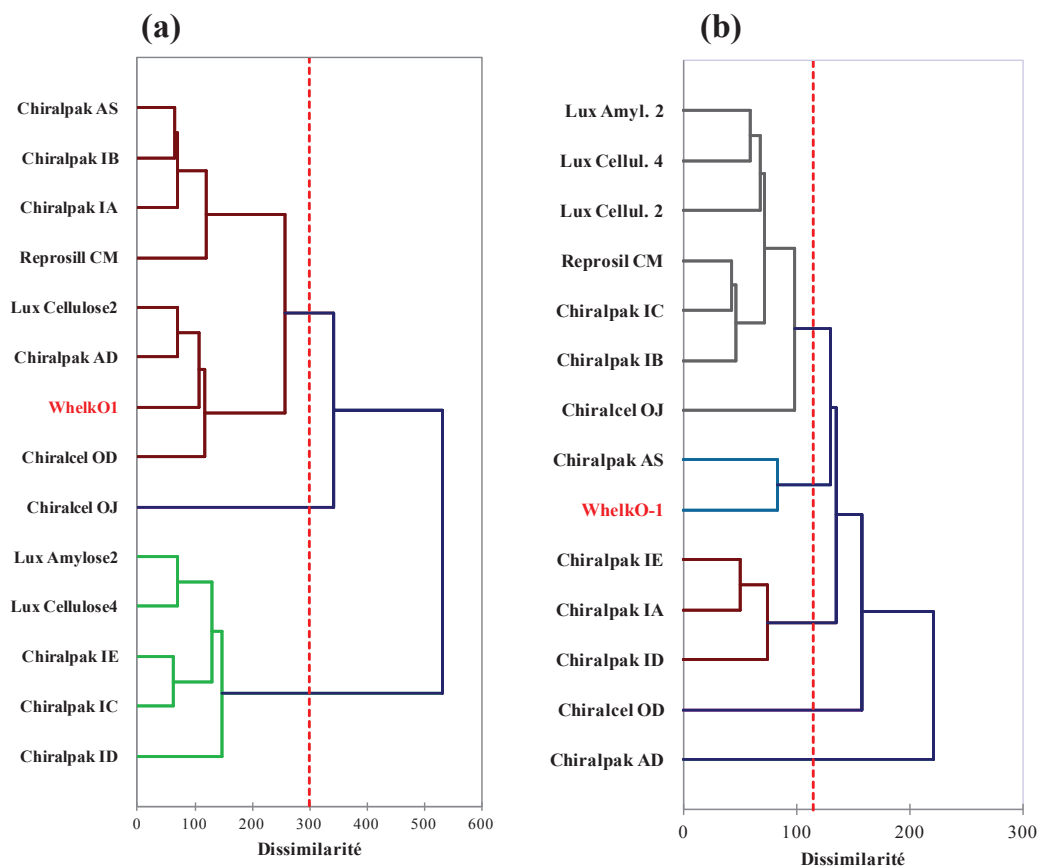 (a)
Chiralpak AS
Chiralpak IB
Chiralpak IA
Reprosill CM
Lux Cellulose2
Chiralpak AD
WhelkO1
Chiralcel OD
Chiralcel OJ
Lux Amylose2
Lux Cellulose4
Chiralpak IE
Chiralpak IC
Chiralpak ID
0 100 200 300 400 500 600
Dissimilarité
(b)
Lux Amyl. 2
Lux Cellul. 4
Lux Cellul. 2
Reprosil CM
Chiralpak IC
Chiralpak IB
Chiralcel OJ
Chiralpak AS
WhelkO-1
Chiralpak IE
Chiralpak IA
Chiralpak ID
Chiralcel OD
Chiralpak AD
0 100 200 300
Dissimilarité